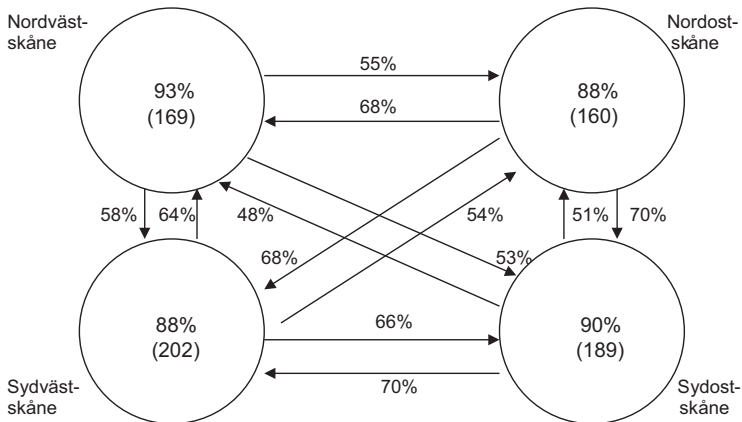 Nordväst-
skåne
Nordost-
skåne
55%
93%
(169)
88%
(160)
68%
58%
64%
48%
54%
51%
70%
68%
53%
88%
(202)
66%
90%
(189)
70%
Sydväst-
skåne
Sydost-
skåne